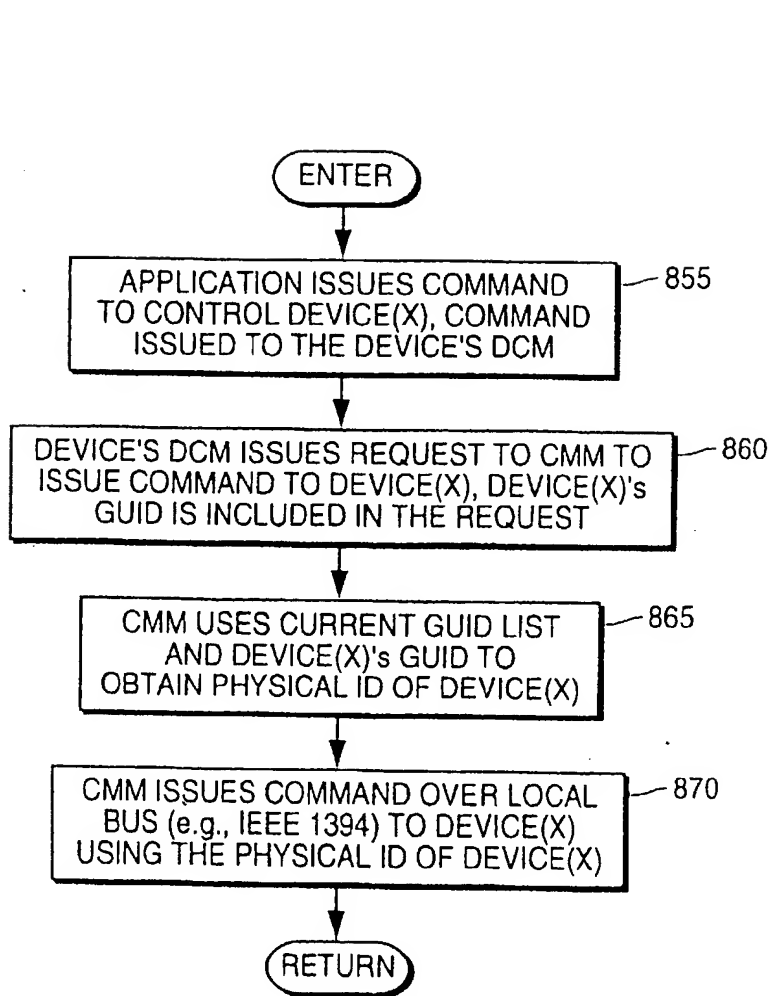 ENTER
APPLICATION ISSUES COMMAND
TO CONTROL DEVICE(X), COMMAND
ISSUED TO THE DEVICE'S DCM
855
DEVICE'S DCM ISSUES REQUEST TO CMM TO
ISSUE COMMAND TO DEVICE(X), DEVICE(X)'s
GUID IS INCLUDED IN THE REQUEST
860
CMM USES CURRENT GUID LIST
AND DEVICE(X)'s GUID TO
OBTAIN PHYSICAL ID OF DEVICE(X)
865
CMM ISSUES COMMAND OVER LOCAL
BUS (e.g., IEEE 1394) TO DEVICE(X)
USING THE PHYSICAL ID OF DEVICE(X)
870
RETURN